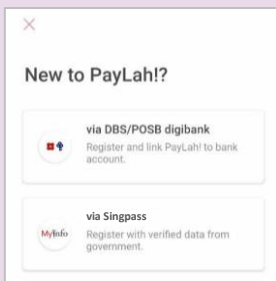 New to PayLah!?
via DBS/POSB digibank
Register and link PayLah! to bank
account.
via Singpass
MyInfo
Register with verified data from
government.